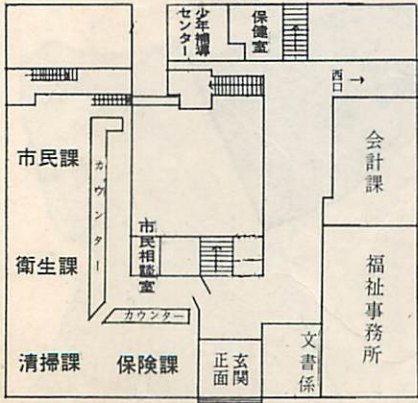 少年補導
センター
保健室
西口 →
市民課
カウンター
会計課
市民相談室
衛生課
福祉事務所
カウンター
清掃課
保険課
正面
玄関
文書係